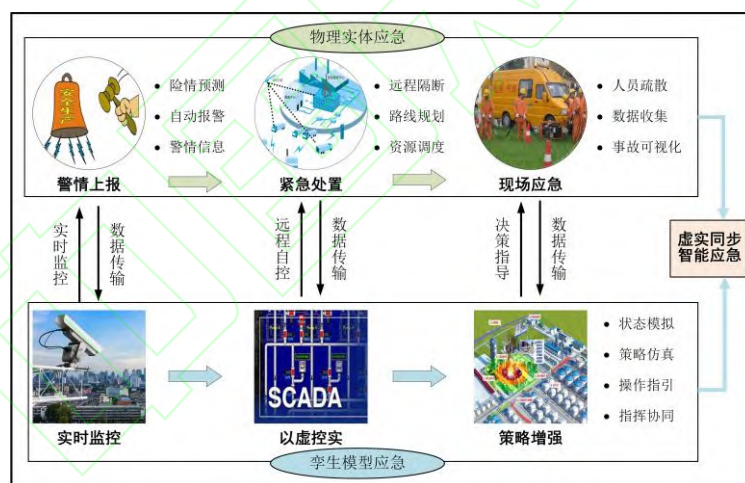 物理实体应急
安全生产
险情预测
自动报警
警情信息
远程隔断
路线规划
资源调度
人员疏散
数据收集
事故可视化
警情上报
紧急处置
现场应急
实时监控
数据传输
远程自控
数据传输
决策指导
数据传输
虚实同步
智能应急
SCADA
状态模拟
策略仿真
操作指引
指挥协同
实时监控
以虚控实
策略增强
孪生模型应急